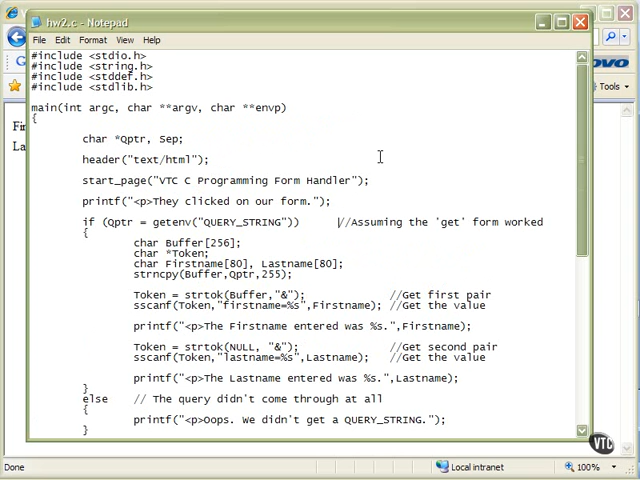 hw2.c - Notepad
File Edit Format View Help
#include <stdio.h>
#include <string.h>
#include <stddef.h>
#include <stdlib.h>
main(int argc, char **argv, char **envp)
{
char *Qptr, Sep;
header("text/html");
start_page("VTC C Programming Form Handler");
printf("<p>They clicked on our form.");
if (Qptr = getenv("QUERY_STRING")) //Assuming the 'get' form worked
{
char Buffer[256];
char *Token;
char Firstname[80], Lastname[80];
strncpy(Buffer,Qptr,255);
Token = strtok(Buffer,"&"); //Get first pair
sscanf(Token,"firstname=%s",Firstname); //Get the value
printf("<p>The Firstname entered was %s.",Firstname);
Token = strtok(NULL, "&"); //Get second pair
sscanf(Token,"lastname=%s",Lastname); //Get the value
printf("<p>The Lastname entered was %s.",Lastname);
}
else // The query didn't come through at all
{
printf("<p>Oops. We didn't get a QUERY_STRING.");
}
Tools
Done
Local intranet
100%
VTC